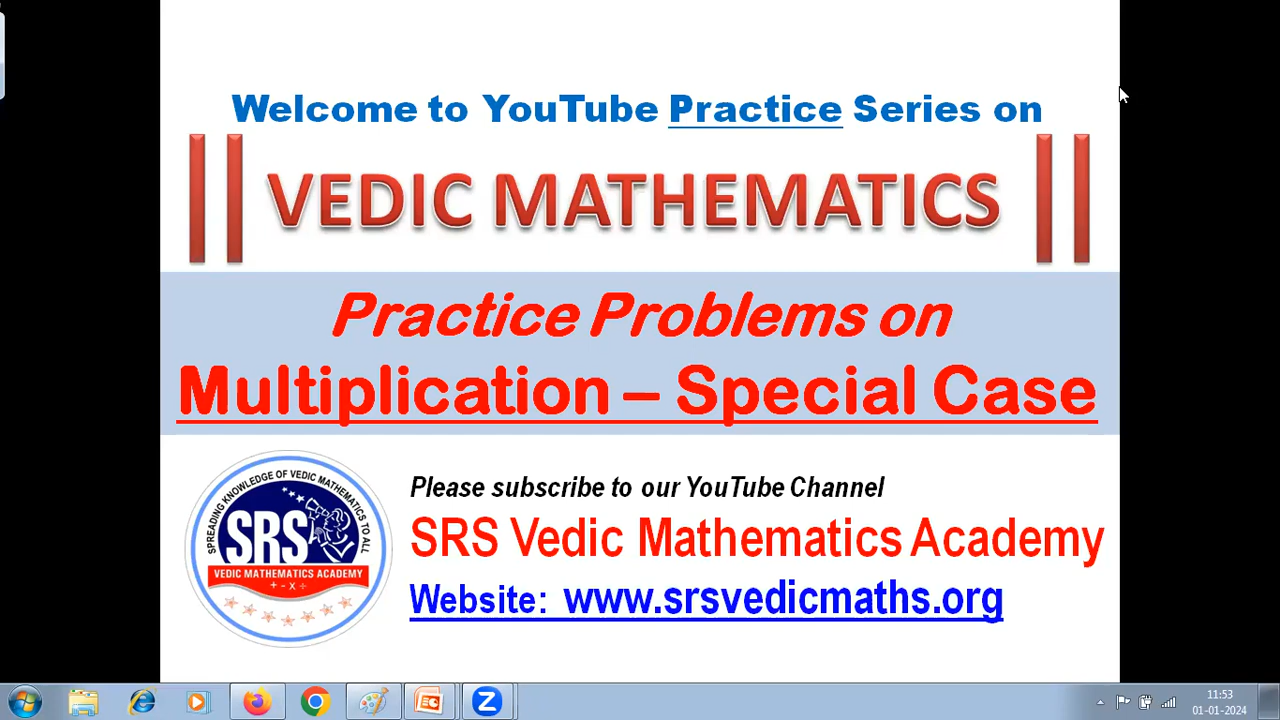 Welcome to YouTube Practice Series on
|| VEDIC MATHEMATICS ||
Practice Problems on
Multiplication – Special Case
Please subscribe to our YouTube Channel
SRS Vedic Mathematics Academy
Website: www.srsvedicmaths.org
SPREADING KNOWLEDGE OF VEDIC MATHEMATICS TO ALL
SRS
VEDIC MATHEMATICS ACADEMY
+ - x ÷
11:53
01-01-2024